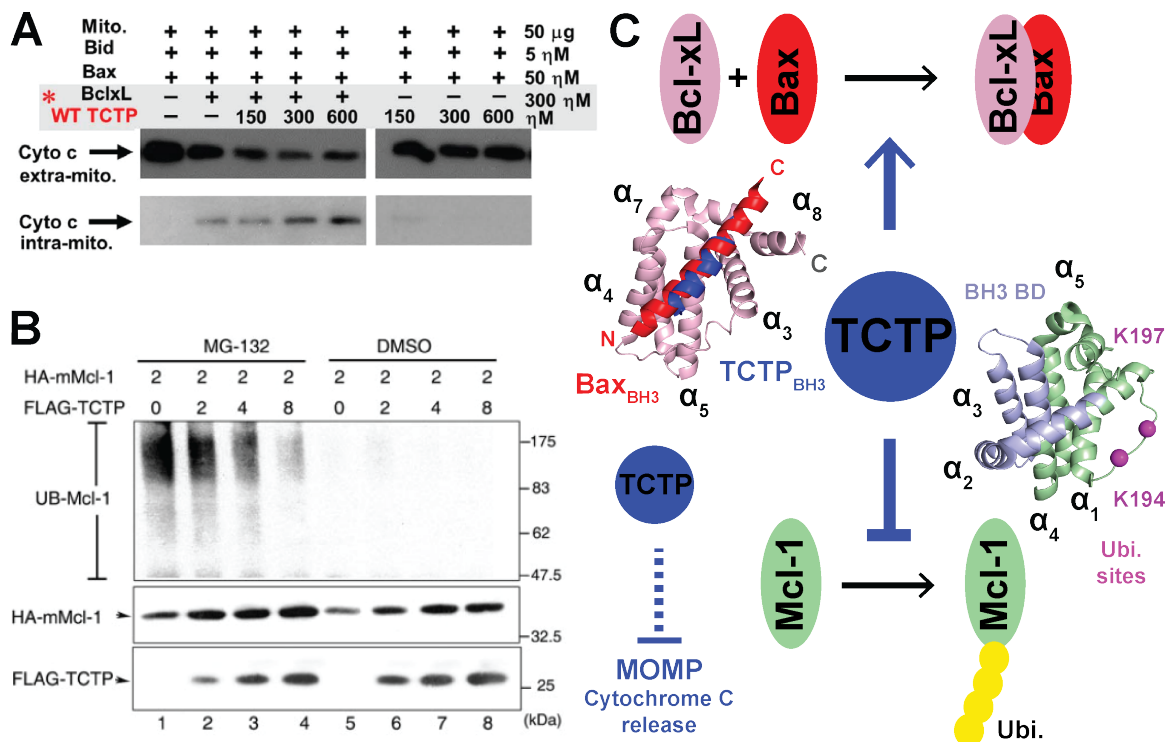 A
Mito. + + + + + + + + 50 µg
Bid + + + + + + + + 5 ηM
Bax + + + + + + + + 50 ηM
* BclxL – + + + + – – – 300 ηM
WT TCTP – – 150 300 600 150 300 600 ηM
Cyto c
extra-mito.
Cyto c
intra-mito.
B
MG-132 DMSO
HA-mMcl-1 2 2 2 2 2 2 2 2
FLAG-TCTP 0 2 4 8 0 2 4 8
UB-Mcl-1
175
83
62
47.5
HA-mMcl-1
32.5
FLAG-TCTP
25
1 2 3 4 5 6 7 8 (kDa)
C
Bcl-xL + Bax
Bcl-xL Bax
C
α7
α8
C
α4
α3
N
BaxBH3
TCTPBH3
α5
TCTP
BH3 BD
α5
K197
α3
α2
α1
K194
α4
Ubi.
sites
TCTP
MOMP
Cytochrome C
release
Mcl-1
Mcl-1
Ubi.